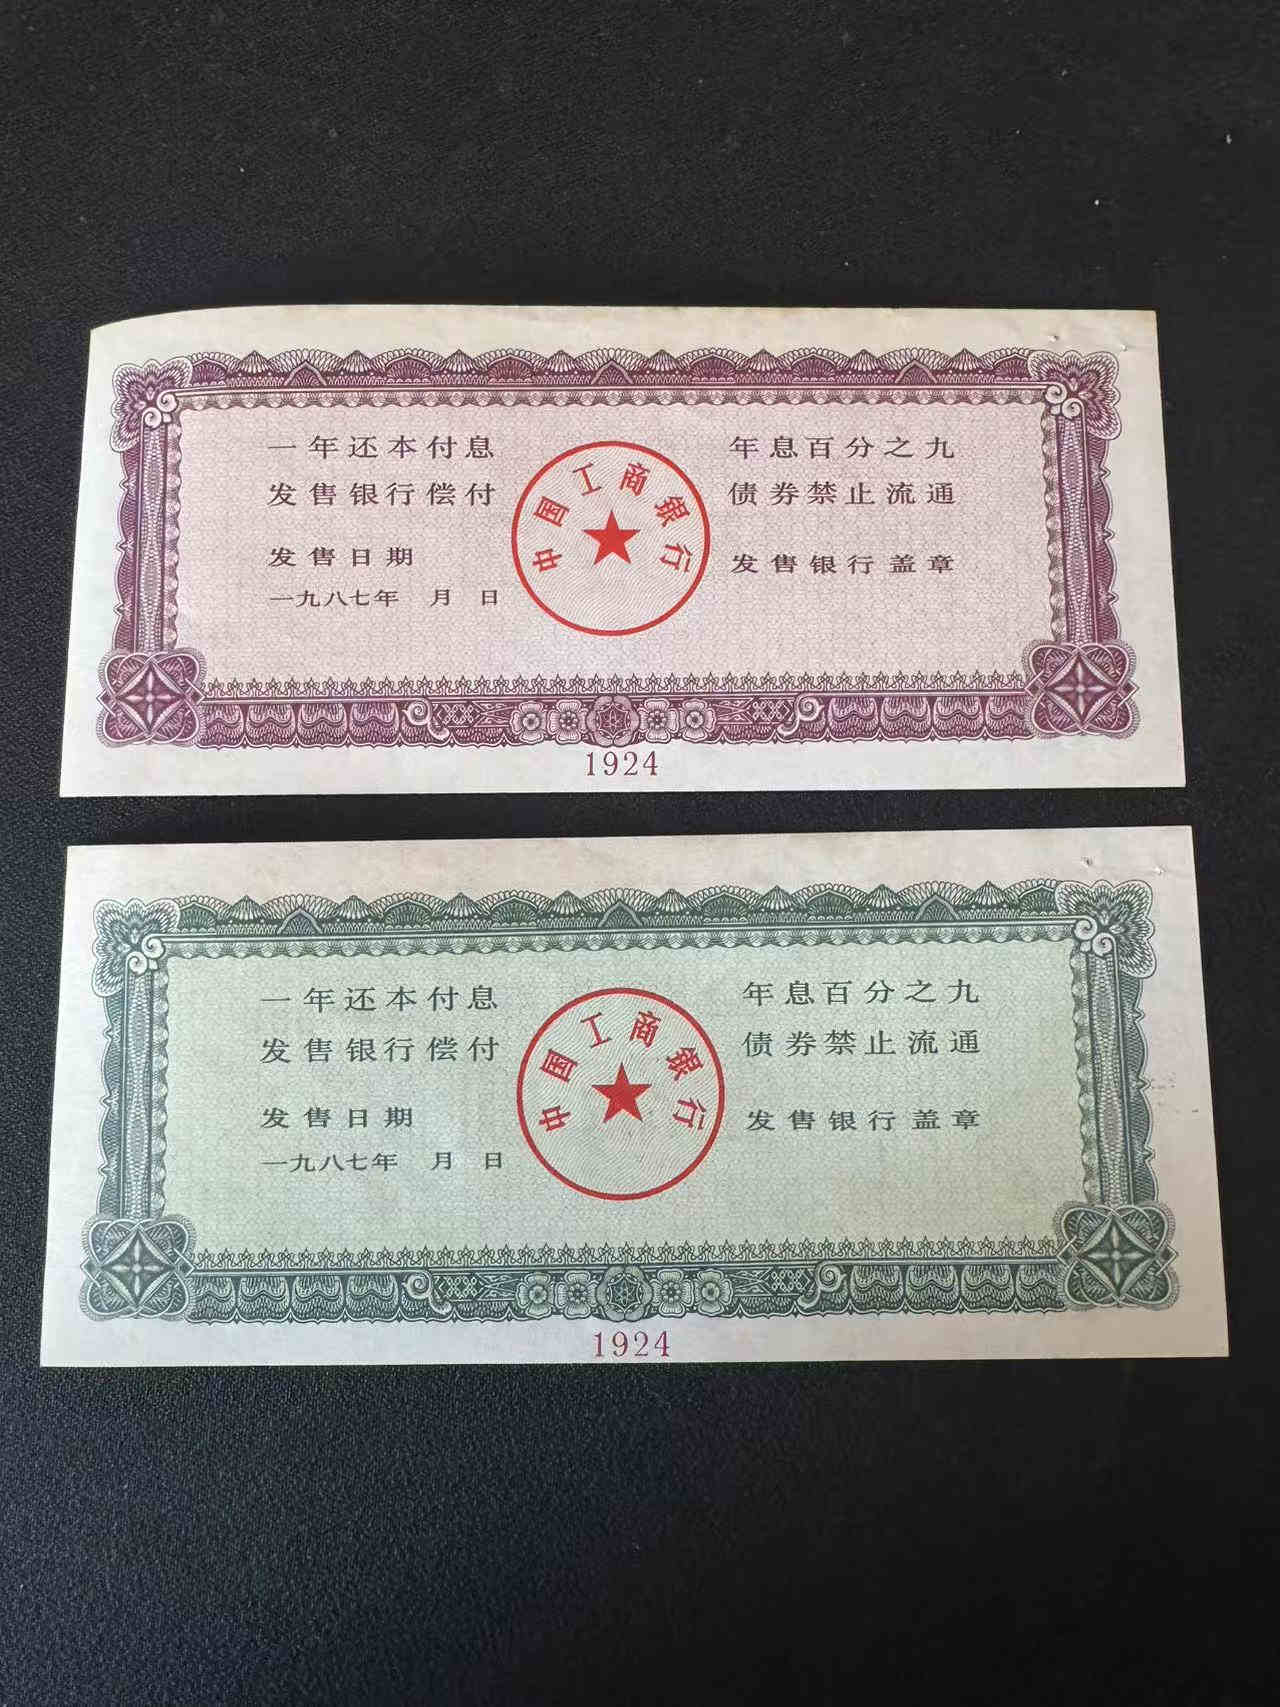 一年还本付息
发售银行偿付
发售日期
一九八七年 月 日
中国工商银行
年息百分之九
债券禁止流通
发售银行盖章
1924
一年还本付息
发售银行偿付
发售日期
一九八七年 月 日
中国工商银行
年息百分之九
债券禁止流通
发售银行盖章
1924